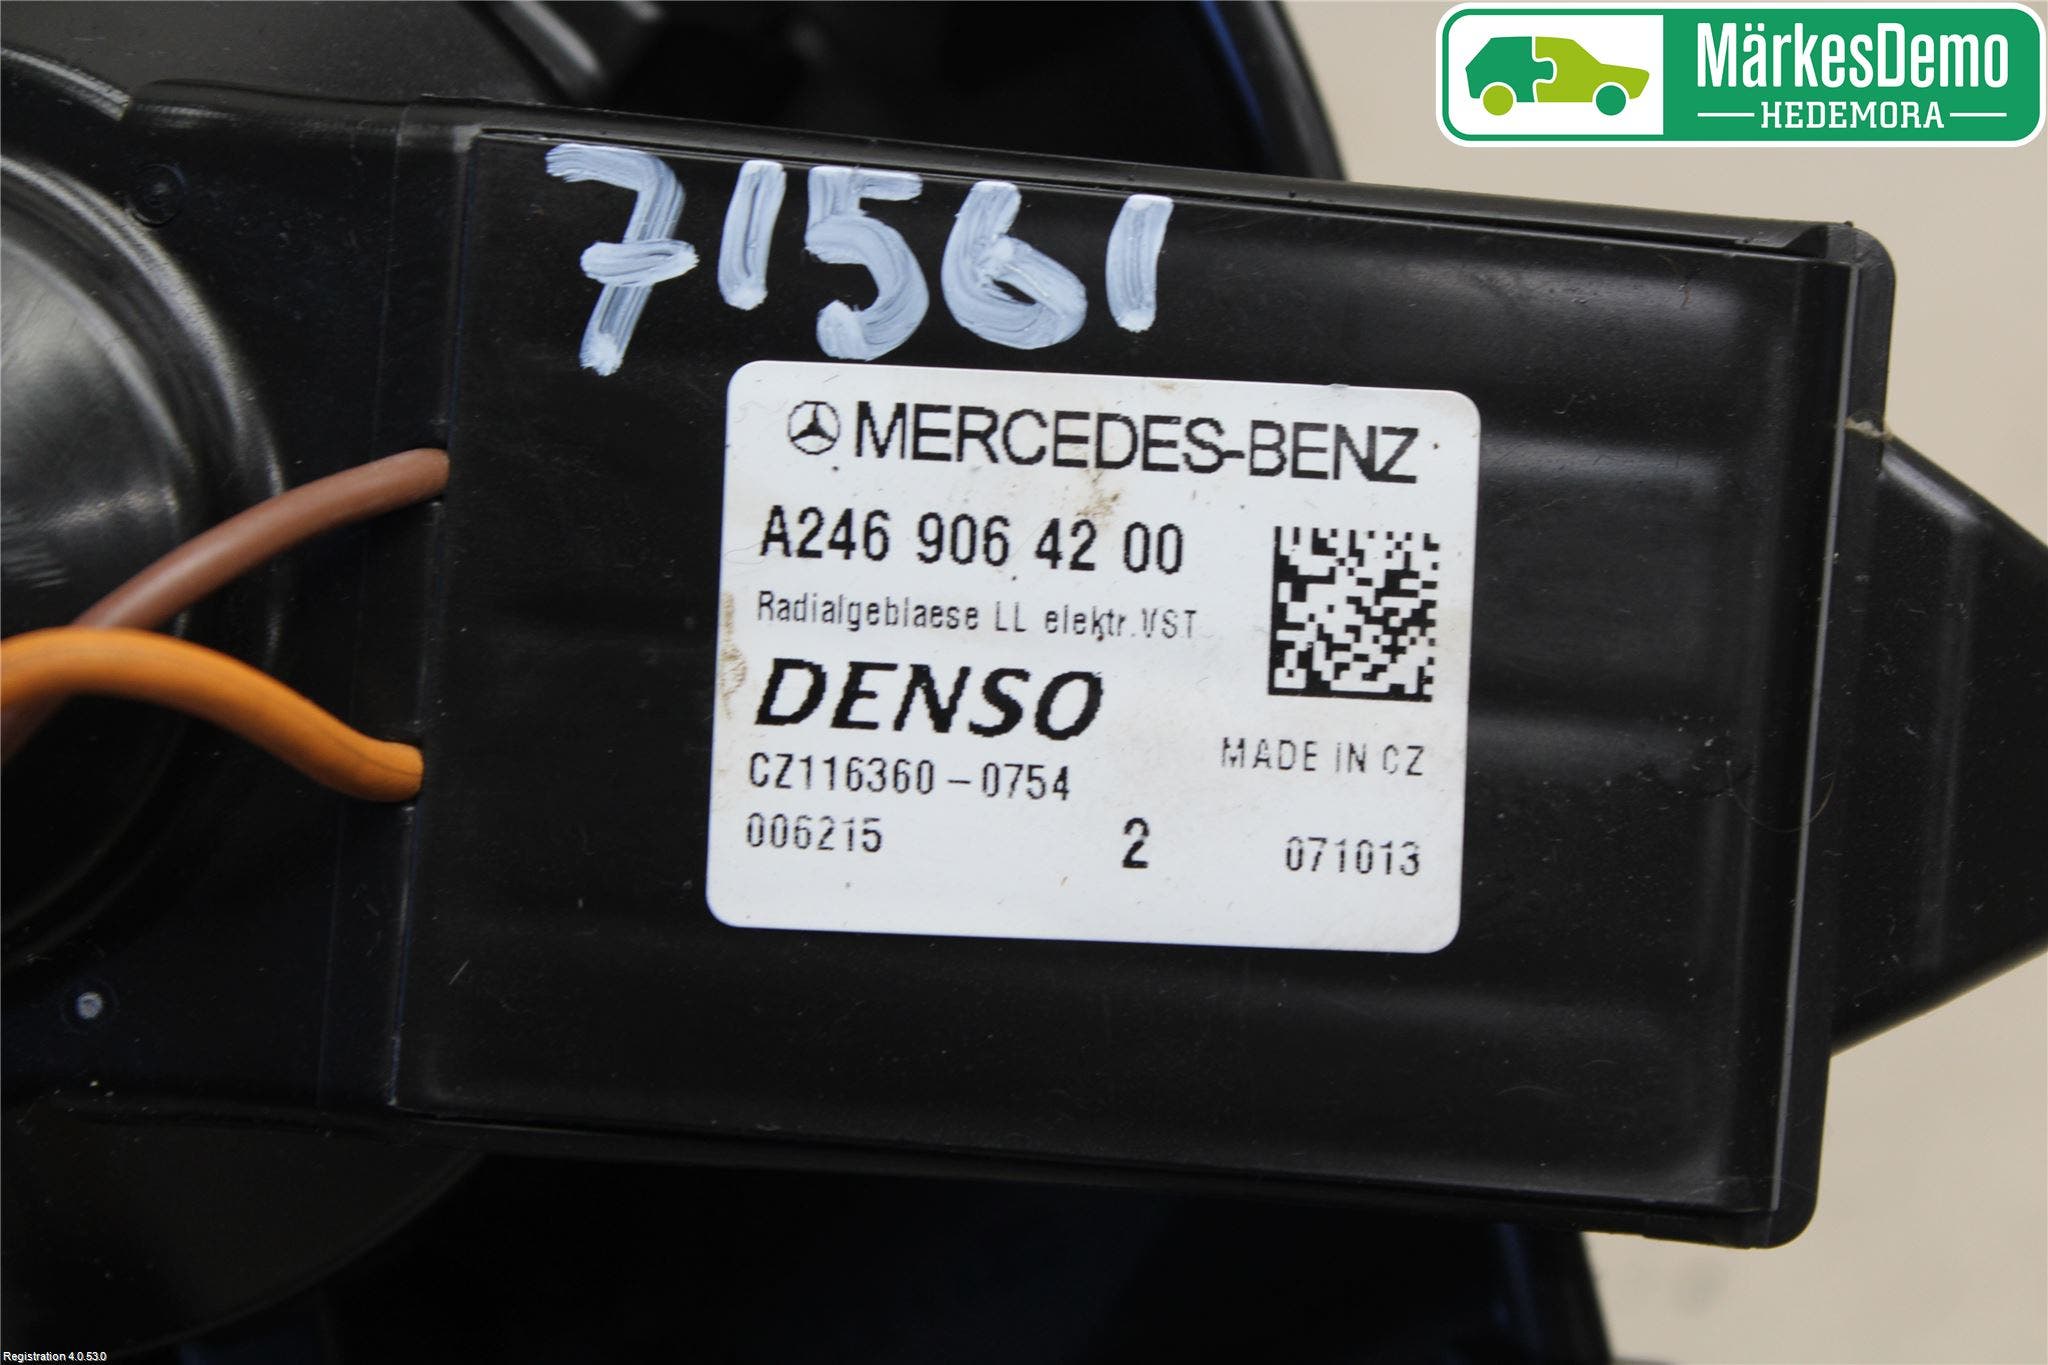 MärkesDemo
HEDEMORA
71561
MERCEDES-BENZ
A246 906 42 00
Radialgeblaese LL elektr.VST
DENSO
MADE IN CZ
CZ116360-0754
006215 2 071013
Registration 4.0.53.0